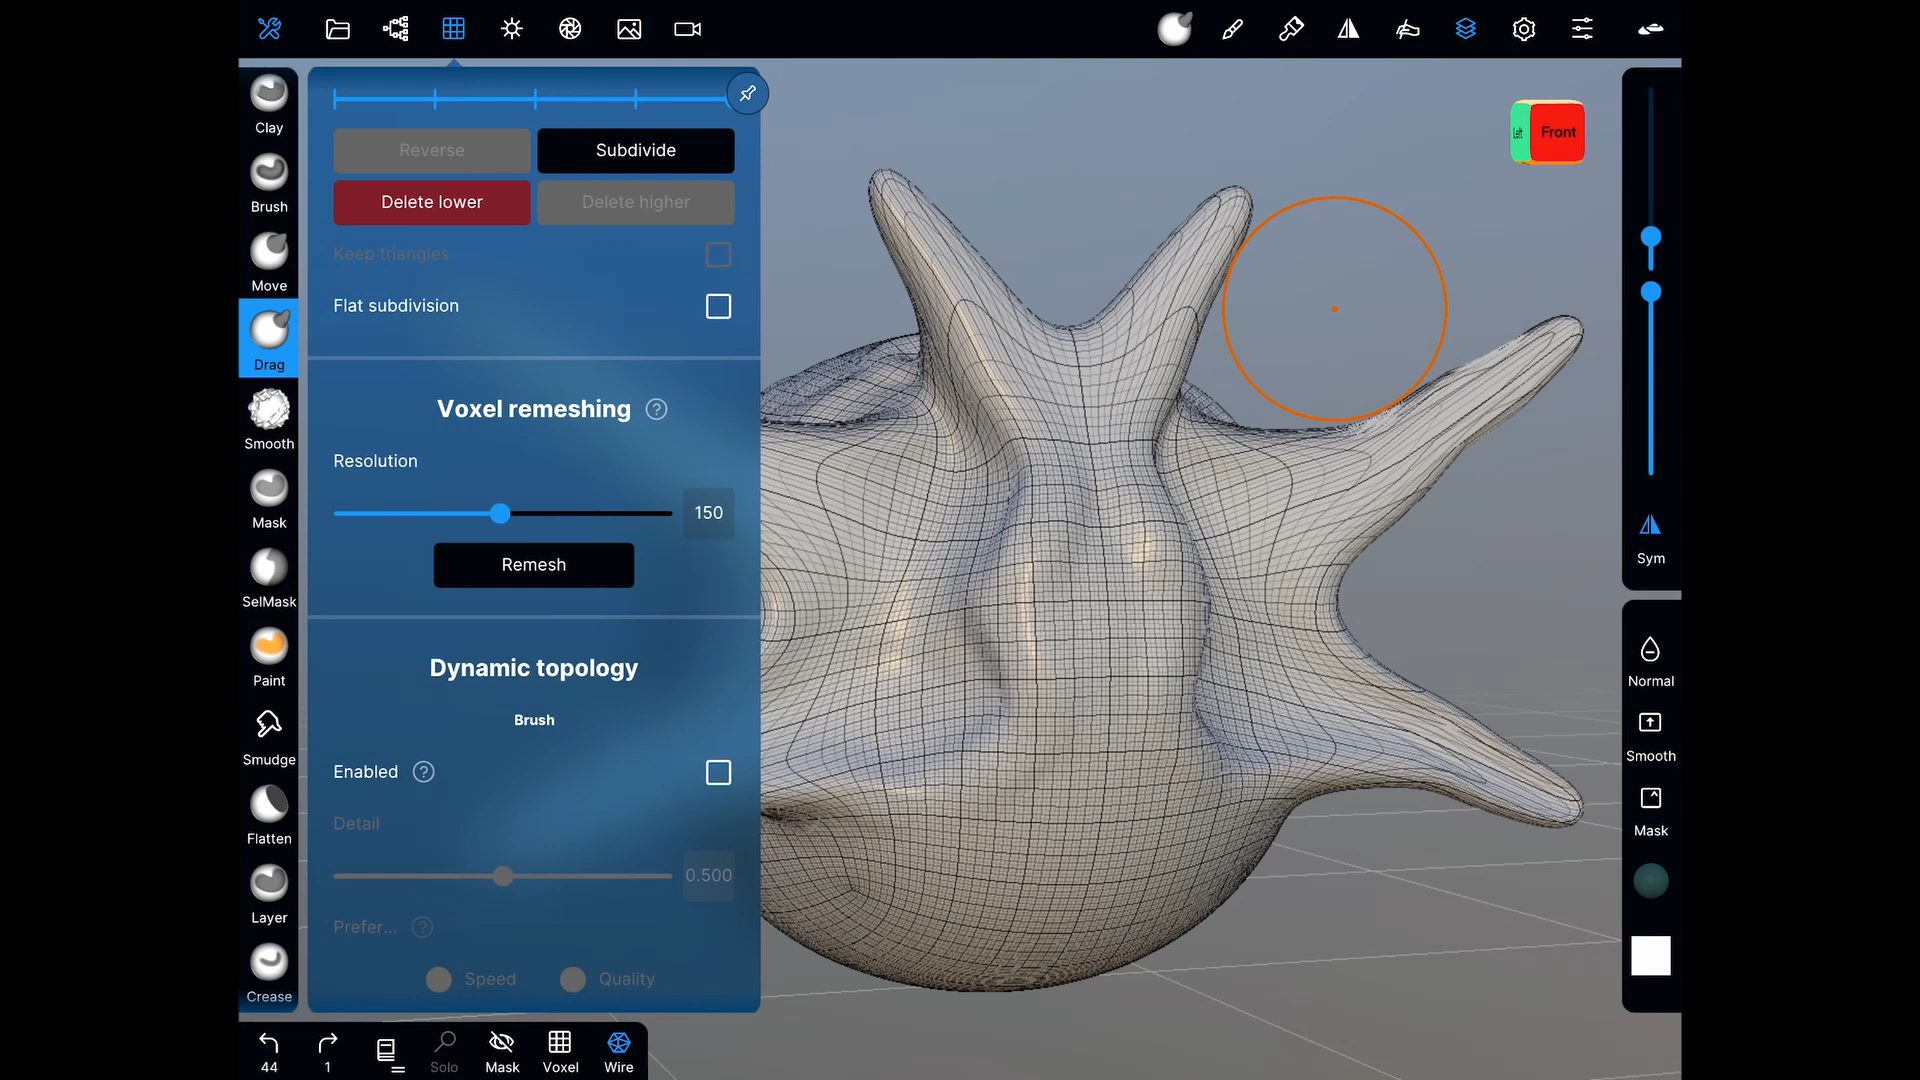 Clay
Brush
Move
Drag
Smooth
Mask
SelMask
Paint
Smudge
Flatten
Layer
Crease
Reverse
Subdivide
Delete lower
Delete higher
Keep triangles
Flat subdivision
Voxel remeshing ?
Resolution
150
Remesh
Dynamic topology
Brush
Enabled ?
Detail
0.500
Prefer... ?
Speed
Quality
Left
Front
Sym
Normal
Smooth
Mask
44
1
Solo
Mask
Voxel
Wire